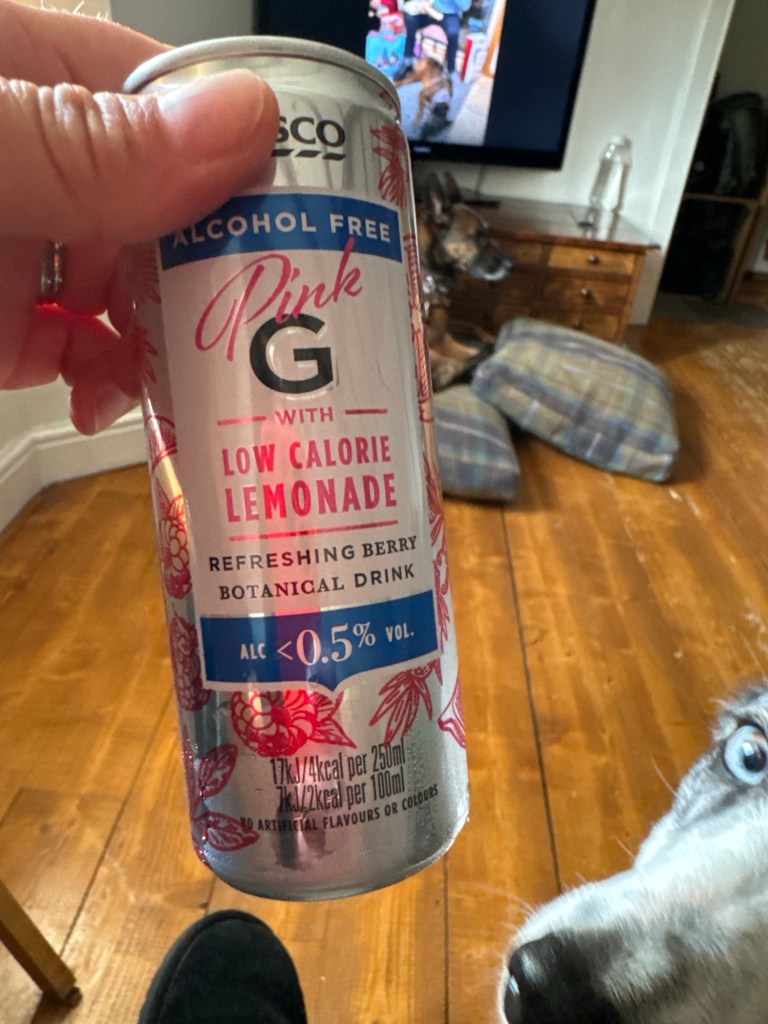 SCO
ALCOHOL FREE
Pink
G
WITH
LOW CALORIE
LEMONADE
REFRESHING BERRY
BOTANICAL DRINK
ALC <0.5% VOL.
17kJ/4kcal per 250ml
7kJ/2kcal per 100ml
NO ARTIFICIAL FLAVOURS OR COLOURS